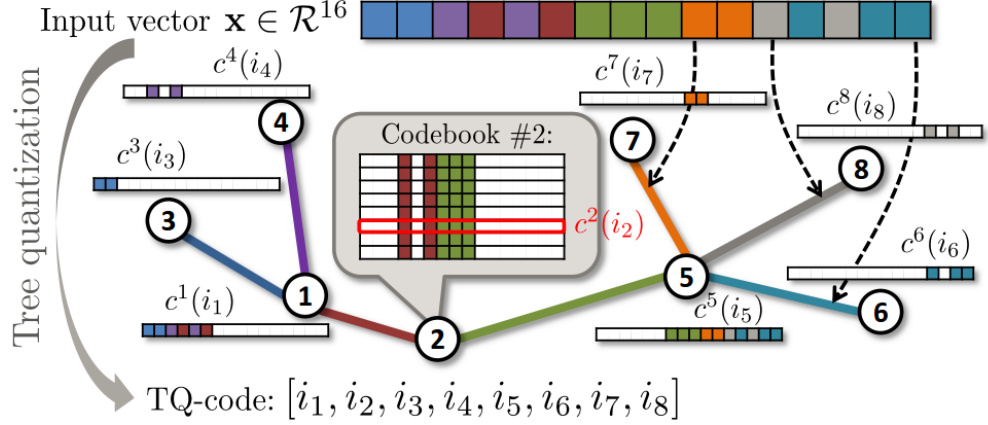 Input vector x ∈ R^16
Tree quantization
c^4(i_4)
c^7(i_7)
c^8(i_8)
4
Codebook #2:
7
c^3(i_3)
8
3
c^2(i_2)
c^6(i_6)
5
c^1(i_1)
1
c^5(i_5)
6
2
TQ-code: [i_1, i_2, i_3, i_4, i_5, i_6, i_7, i_8]